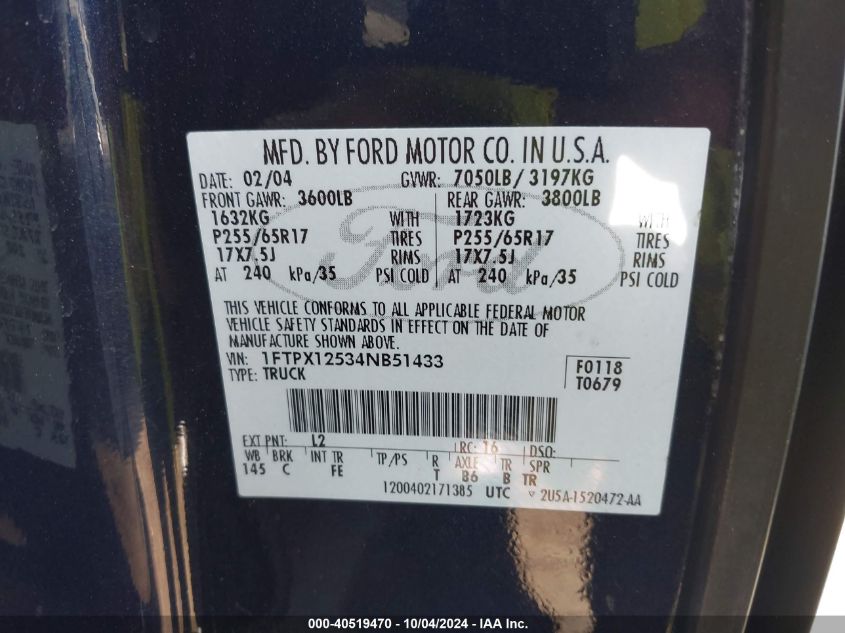 MFD. BY FORD MOTOR CO. IN U.S.A.
DATE: 02/04 GVWR: 7050LB/ 3197KG
FRONT GAWR: 3600LB REAR GAWR: 3800LB
1632KG WITH 1723KG WITH
P255/65R17 TIRES P255/65R17 TIRES
17X7.5J RIMS 17X7.5J RIMS
AT 240 kPa/35 PSI COLD AT 240 kPa/35 PSI COLD
Ford
THIS VEHICLE CONFORMS TO ALL APPLICABLE FEDERAL MOTOR
VEHICLE SAFETY STANDARDS IN EFFECT ON THE DATE OF
MANUFACTURE SHOWN ABOVE.
VIN: 1FTPX12534NB51433 F0118
TYPE: TRUCK T0679
EXT PNT: L2 RC: 16 DSO:
WB BRK INT TR TP/PS R AXLE TR SPR
145 C FE T B6 B TR
1200402171385 UTC 2U5A-1520472-AA
000-40519470 - 10/04/2024 - IAA Inc.